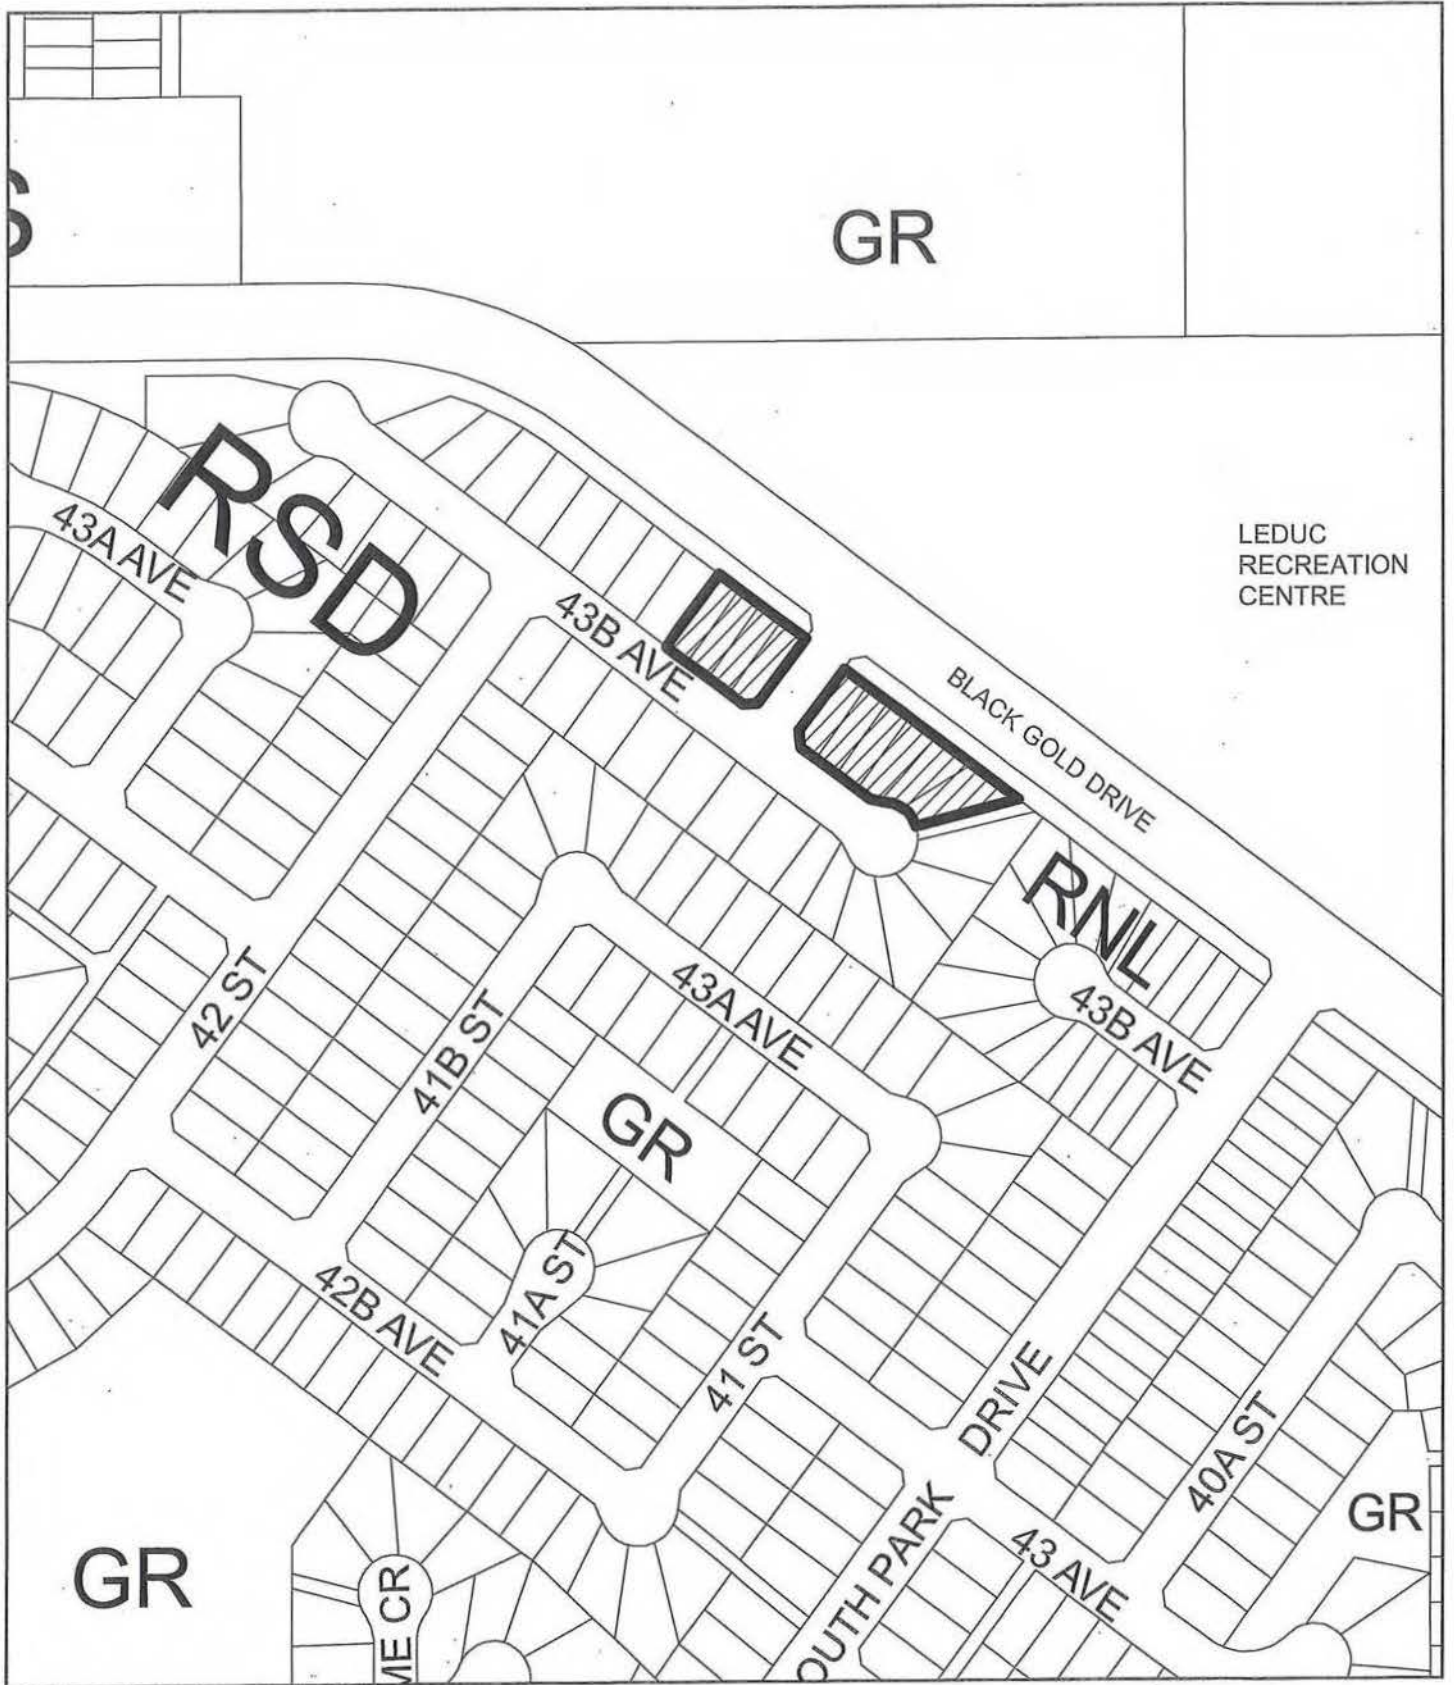 S
GR
RSD
LEDUC
RECREATION
CENTRE
43A AVE
43B AVE
BLACK GOLD DRIVE
RNL
42 ST
41B ST
43A AVE
43B AVE
GR
41A ST
42B AVE
41 ST
DRIVE
40A ST
GR
OUTH PARK
43 AVE
GR
ME CR